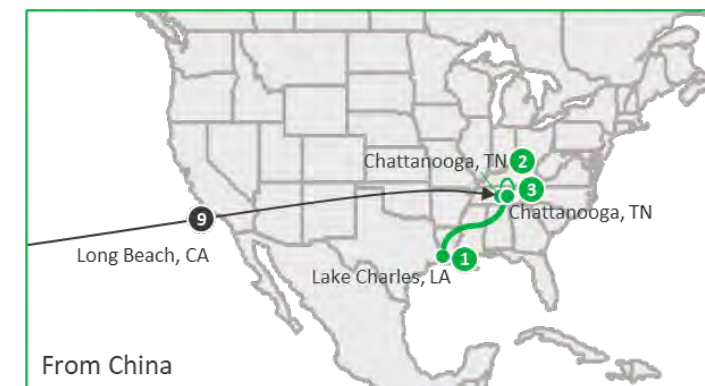 Chattanooga, TN 2
3
Chattanooga, TN
9
Long Beach, CA
1
Lake Charles, LA
From China